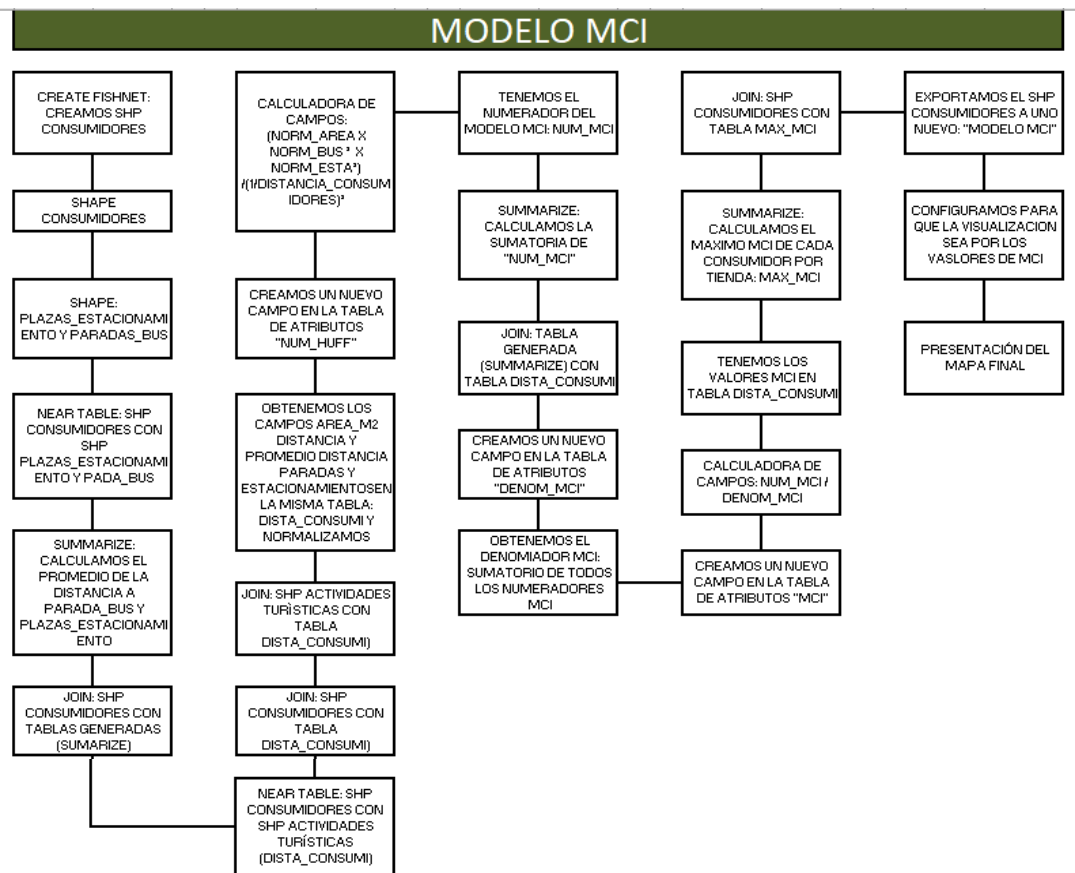 MODELO MCI
CREATE FISHNET:
CREAMOS SHP
CONSUMIDORES
SHAPE
CONSUMIDORES
SHAPE:
PLAZAS_ESTACIONAMI
ENTO Y PARADAS_BUS
NEAR TABLE: SHP
CONSUMIDORES CON
SHP
PLAZAS_ESTACIONAMI
ENTO Y PADA_BUS
SUMMARIZE:
CALCULAMOS EL
PROMEDIO DE LA
DISTANCIA A
PARADA_BUS Y
PLAZAS_ESTACIONAMI
ENTO
JOIN: SHP
CONSUMIDORES CON
TABLAS GENERADAS
(SUMARIZE)
CALCULADORA DE
CAMPOS:
(NORM_AREA X
NORM_BUS³ X
NORM_ESTA³)
/(1/DISTANCIA_CONSUM
IDORES)³
CREAMOS UN NUEVO
CAMPO EN LA TABLA
DE ATRIBUTOS
"NUM_HUFF"
OBTENEMOS LOS
CAMPOS AREA_M2
DISTANCIA Y
PROMEDIO DISTANCIA
PARADAS Y
ESTACIONAMIENTOSEN
LA MISMA TABLA:
DISTA_CONSUMI Y
NORMALIZAMOS
JOIN: SHP ACTIVIDADES
TURÌSTICAS CON
TABLA
DISTA_CONSUMI)
JOIN: SHP
CONSUMIDORES CON
TABLA
DISTA_CONSUMI)
NEAR TABLE: SHP
CONSUMIDORES CON
SHP ACTIVIDADES
TURÍSTICAS
(DISTA_CONSUMI)
TENEMOS EL
NUMERADOR DEL
MODELO MCI: NUM_MCI
SUMMARIZE:
CALCULAMOS LA
SUMATORIA DE
"NUM_MCI"
JOIN: TABLA
GENERADA
(SUMMARIZE) CON
TABLA DISTA_CONSUMI
CREAMOS UN NUEVO
CAMPO EN LA TABLA
DE ATRIBUTOS
"DENOM_MCI"
OBTENEMOS EL
DENOMIADOR MCI:
SUMATORIO DE TODOS
LOS NUMERADORES
MCI
JOIN: SHP
CONSUMIDORES CON
TABLA MAX_MCI
SUMMARIZE:
CALCULAMOS EL
MAXIMO MCI DE CADA
CONSUMIDOR POR
TIENDA: MAX_MCI
TENEMOS LOS
VALORES MCI EN
TABLA DISTA_CONSUMI
CALCULADORA DE
CAMPOS: NUM_MCI /
DENOM_MCI
CREAMOS UN NUEVO
CAMPO EN LA TABLA
DE ATRIBUTOS "MCI"
EXPORTAMOS EL SHP
CONSUMIDORES A UNO
NUEVO: "MODELO MCI"
CONFIGURAMOS PARA
QUE LA VISUALIZACION
SEA POR LOS
VASLORES DE MCI
PRESENTACIÓN DEL
MAPA FINAL